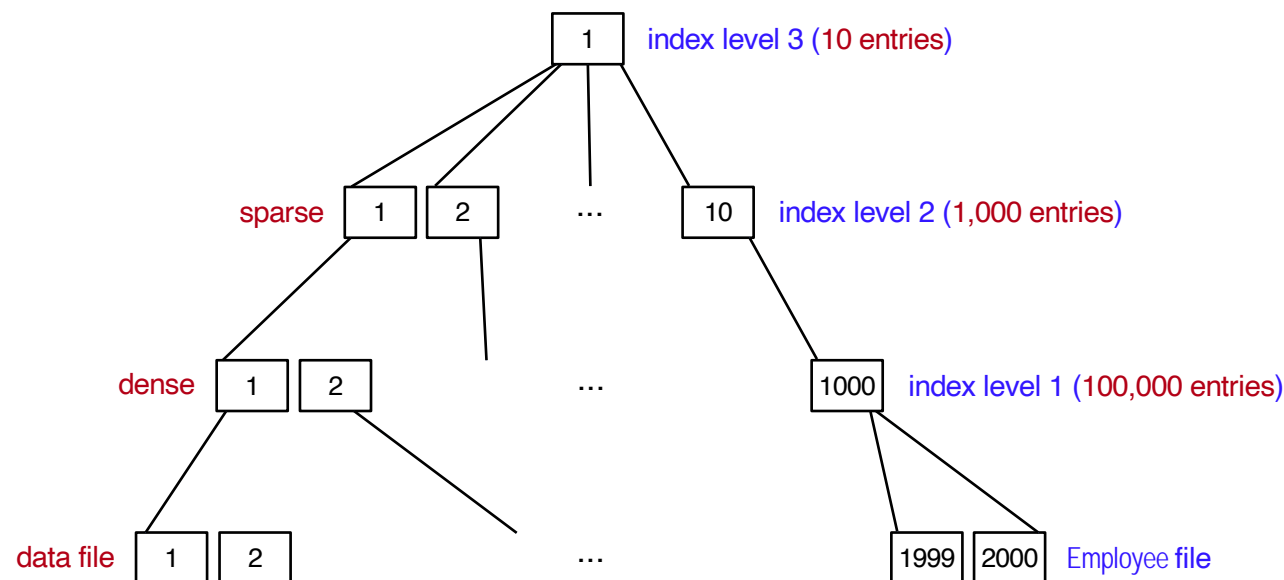 1 index level 3 (10 entries)
sparse 1 2 ... 10 index level 2 (1,000 entries)
dense 1 2 ... 1000 index level 1 (100,000 entries)
data file 1 2 ... 1999 2000 Employee file